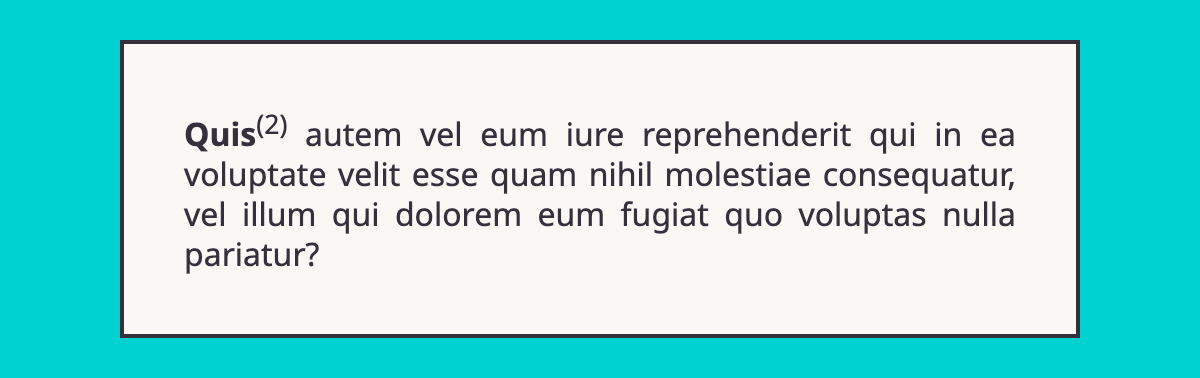 Quis(2) autem vel eum iure reprehenderit qui in ea
voluptate velit esse quam nihil molestiae consequatur,
vel illum qui dolorem eum fugiat quo voluptas nulla
pariatur?